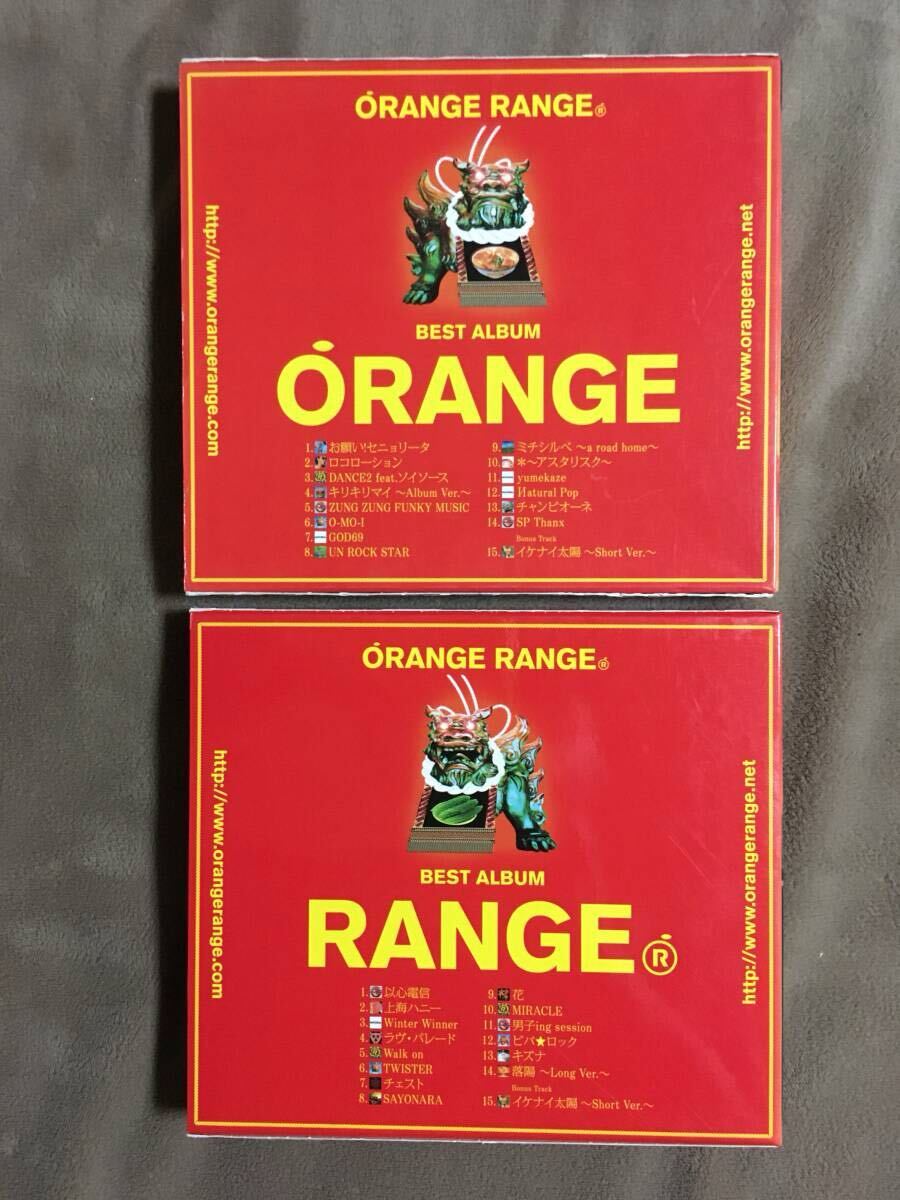 ÓRANGE RANGE®
http://www.orangerange.com
http://www.orangerange.net
BEST ALBUM
ÓRANGE
1. お願い!セニョリータ
2. ロコローション
3. DANCE2 feat.ソイソース
4. キリキリマイ 〜Album Ver.〜
5. ZUNG ZUNG FUNKY MUSIC
6. O-MO-I
7. GOD69
8. UN ROCK STAR
9. ミチシルベ 〜a road home〜
10. *〜アスタリスク〜
11. yumekaze
12. Иatural Pop
13. チャンピオーネ
14. SP Thanx
Bonus Track
15. イケナイ太陽 〜Short Ver.〜
ÓRANGE RANGE®
http://www.orangerange.com
http://www.orangerange.net
BEST ALBUM
RANGE®
1. 以心電信
2. 上海ハニー
3. Winter Winner
4. ラヴ・パレード
5. Walk on
6. TWISTER
7. チェスト
8. SAYONARA
9. 花
10. MIRACLE
11. 男子ing session
12. ビバ★ロック
13. キズナ
14. 落陽 〜Long Ver.〜
Bonus Track
15. イケナイ太陽 〜Short Ver.〜